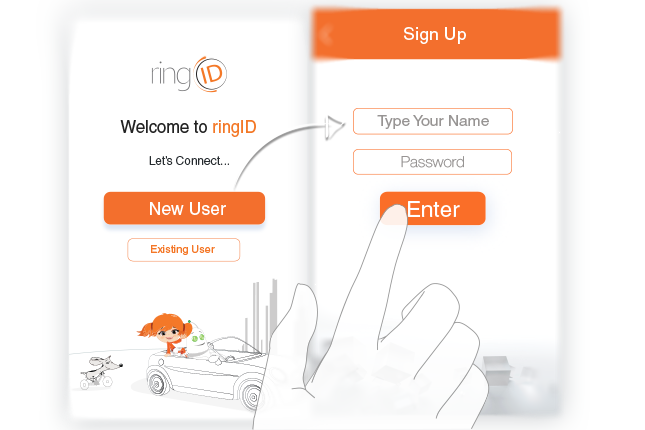 ringID
Welcome to ringID
Let's Connect...
New User
Existing User
Sign Up
Type Your Name
Password
Enter